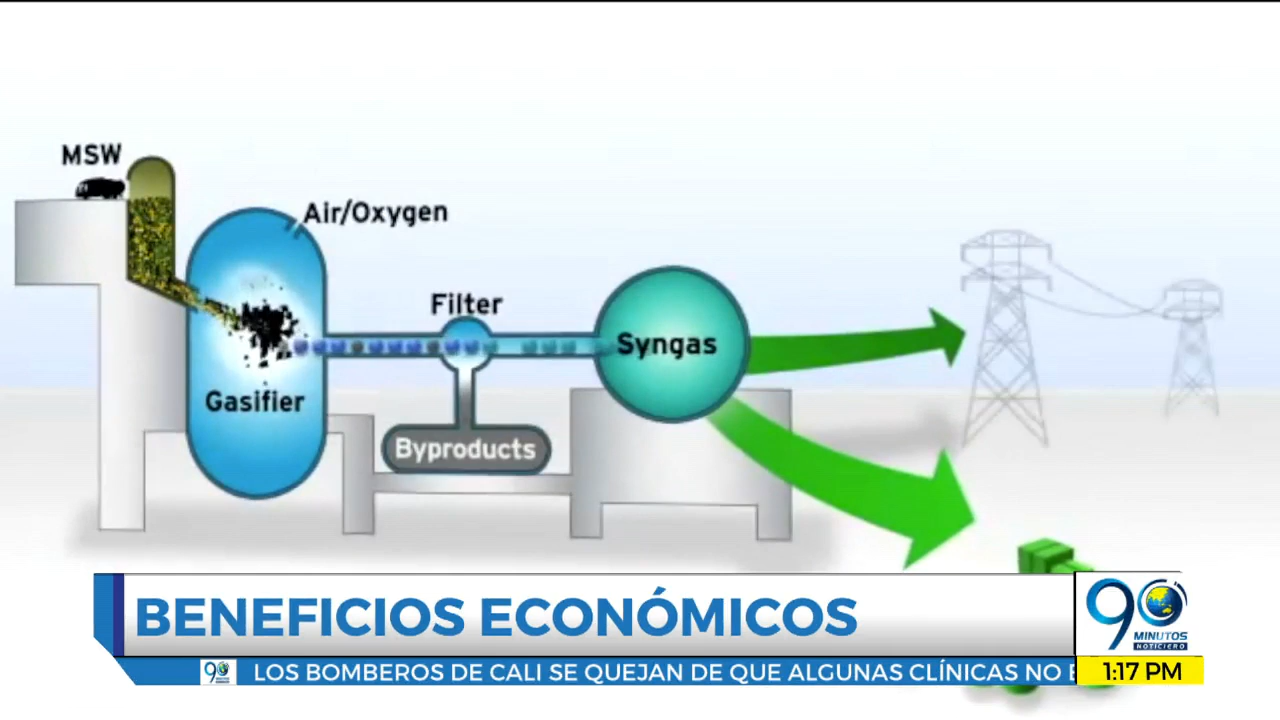 MSW
Air/Oxygen
Filter
Syngas
Gasifier
Byproducts
BENEFICIOS ECONÓMICOS
90
MINUTOS
NOTICIERO
90
LOS BOMBEROS DE CALI SE QUEJAN DE QUE ALGUNAS CLÍNICAS NO
1:17 PM